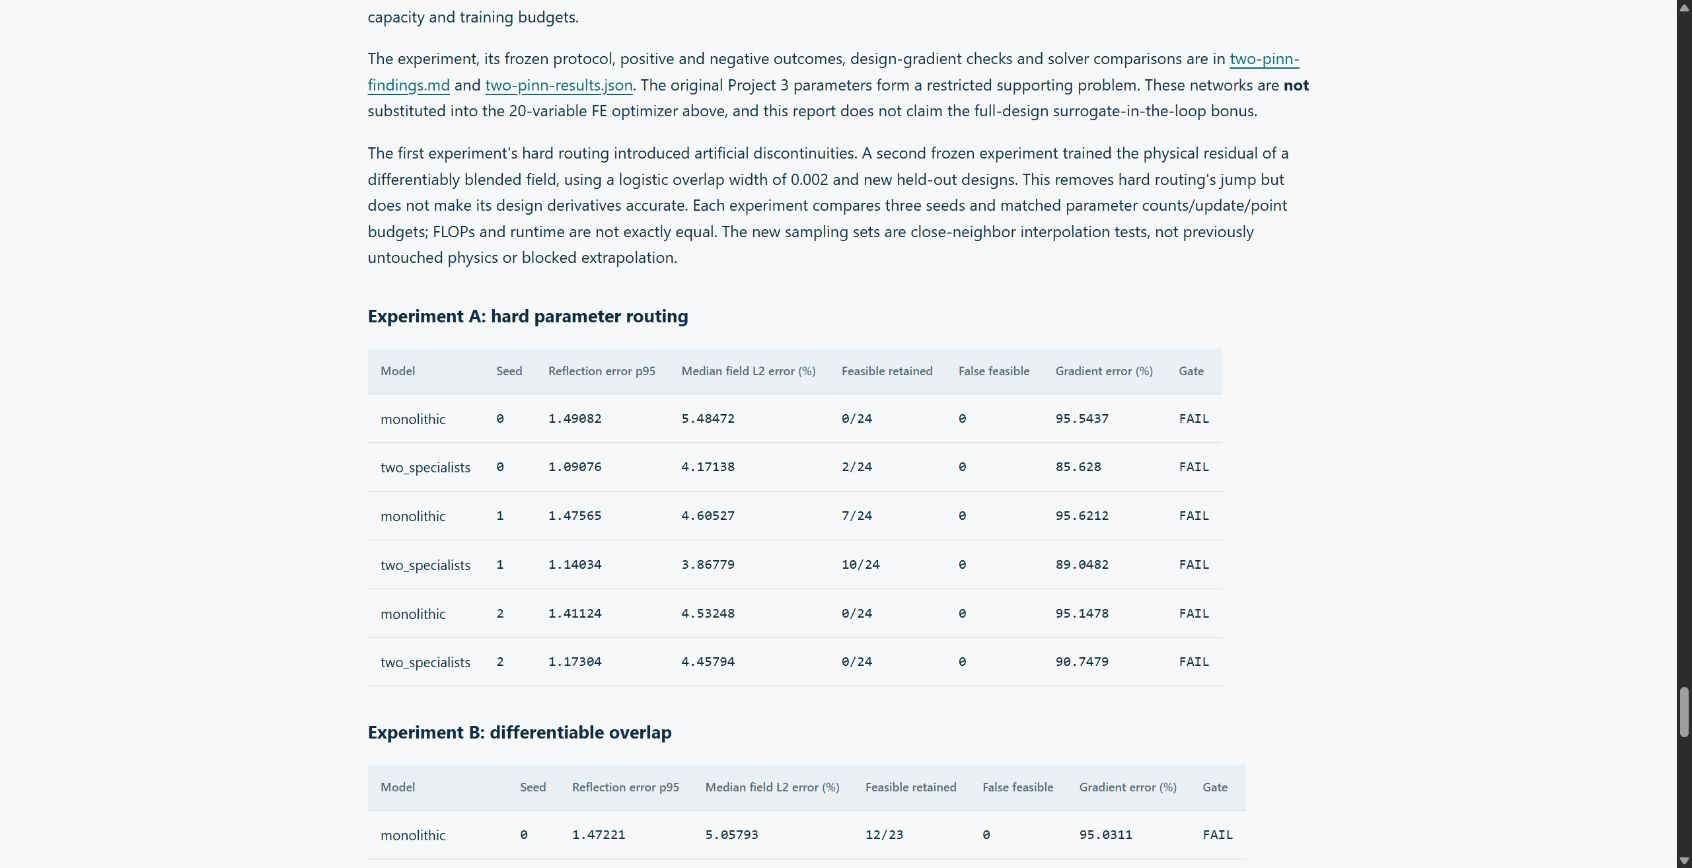 capacity and training budgets.
The experiment, its frozen protocol, positive and negative outcomes, design-gradient checks and solver comparisons are in two-pinn-
findings.md and two-pinn-results.json. The original Project 3 parameters form a restricted supporting problem. These networks are not
substituted into the 20-variable FE optimizer above, and this report does not claim the full-design surrogate-in-the-loop bonus.
The first experiment's hard routing introduced artificial discontinuities. A second frozen experiment trained the physical residual of a
differentiably blended field, using a logistic overlap width of 0.002 and new held-out designs. This removes hard routing's jump but
does not make its design derivatives accurate. Each experiment compares three seeds and matched parameter counts/update/point
budgets; FLOPs and runtime are not exactly equal. The new sampling sets are close-neighbor interpolation tests, not previously
untouched physics or blocked extrapolation.
Experiment A: hard parameter routing
Model Seed Reflection error p95 Median field L2 error (%) Feasible retained False feasible Gradient error (%) Gate
monolithic 0 1.49082 5.48472 0/24 0 95.5437 FAIL
two_specialists 0 1.09076 4.17138 2/24 0 85.628 FAIL
monolithic 1 1.47565 4.60527 7/24 0 95.6212 FAIL
two_specialists 1 1.14034 3.86779 10/24 0 89.0482 FAIL
monolithic 2 1.41124 4.53248 0/24 0 95.1478 FAIL
two_specialists 2 1.17304 4.45794 0/24 0 90.7479 FAIL
Experiment B: differentiable overlap
Model Seed Reflection error p95 Median field L2 error (%) Feasible retained False feasible Gradient error (%) Gate
monolithic 0 1.47221 5.05793 12/23 0 95.0311 FAIL